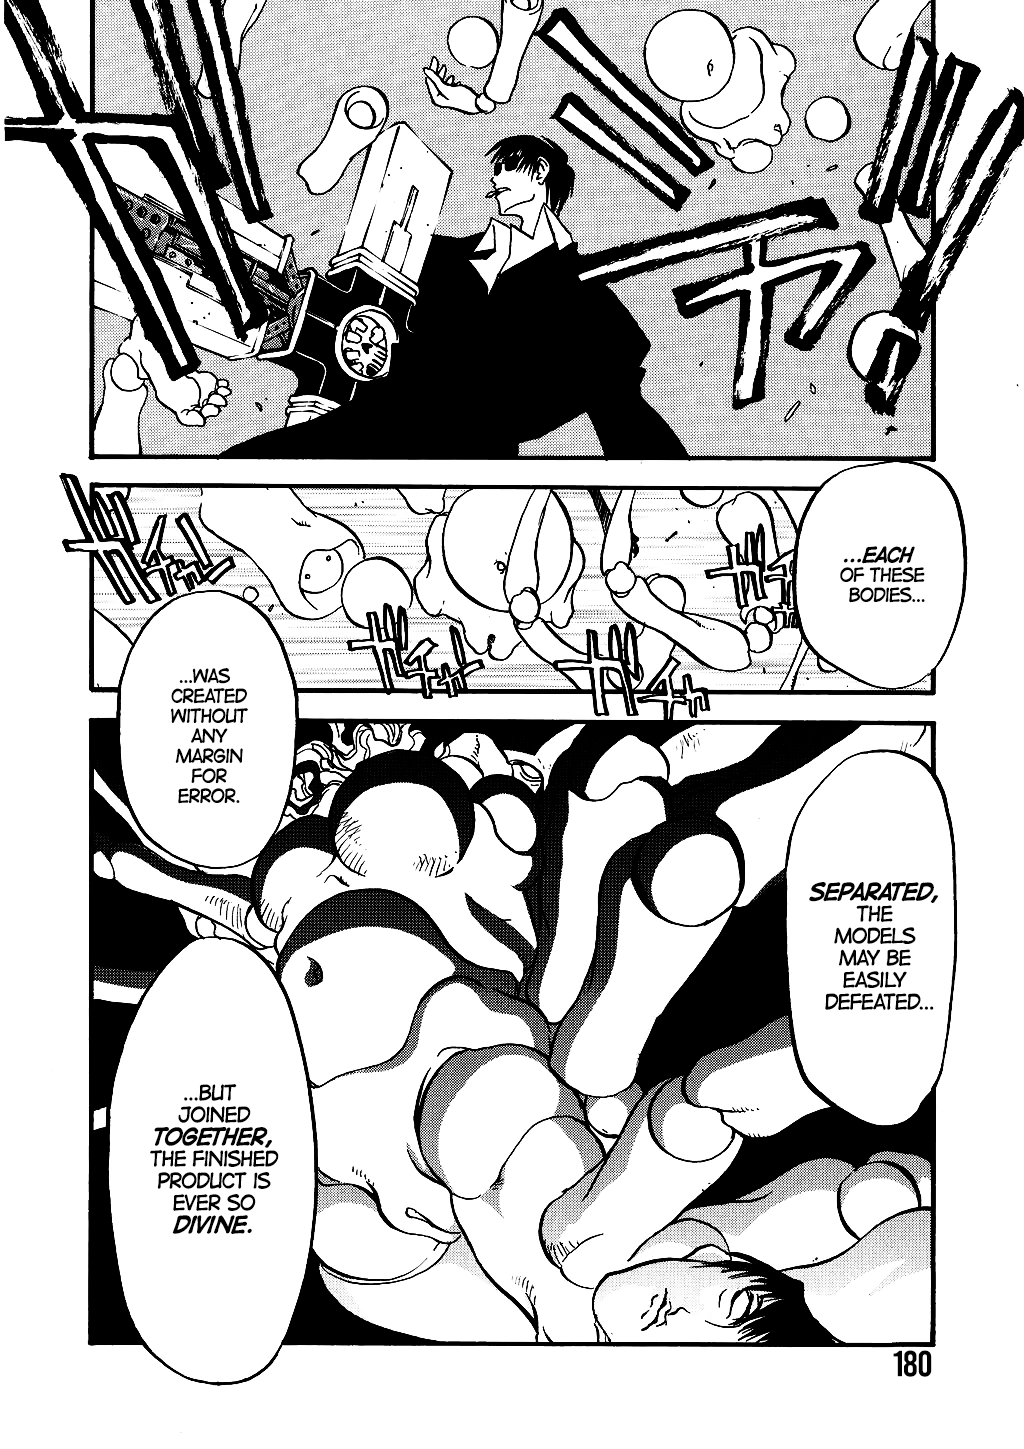 ...EACH
OF THESE
BODIES...
...WAS
CREATED
WITHOUT
ANY
MARGIN
FOR
ERROR.
SEPARATED,
THE
MODELS
MAY BE
EASILY
DEFEATED...
...BUT
JOINED
TOGETHER,
THE FINISHED
PRODUCT IS
EVER SO
DIVINE.
180